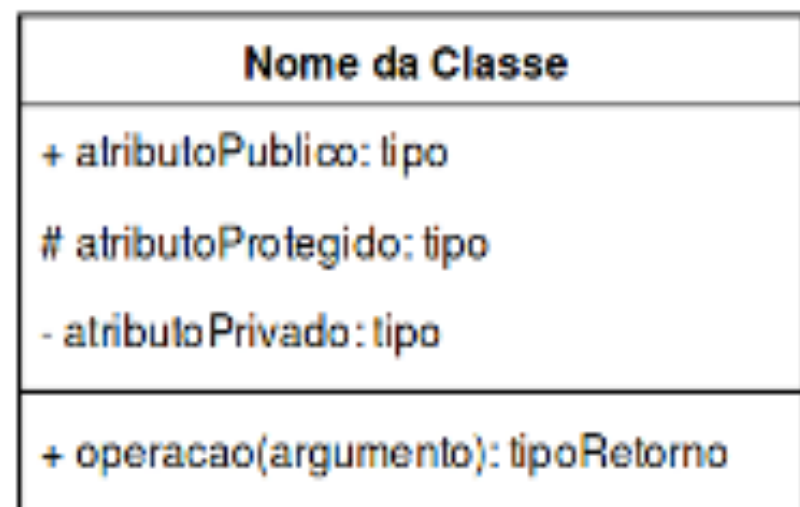 Nome da Classe
+ atributoPublico: tipo
# atributoProtegido: tipo
- atributoPrivado: tipo
+ operacao(argumento): tipoRetorno